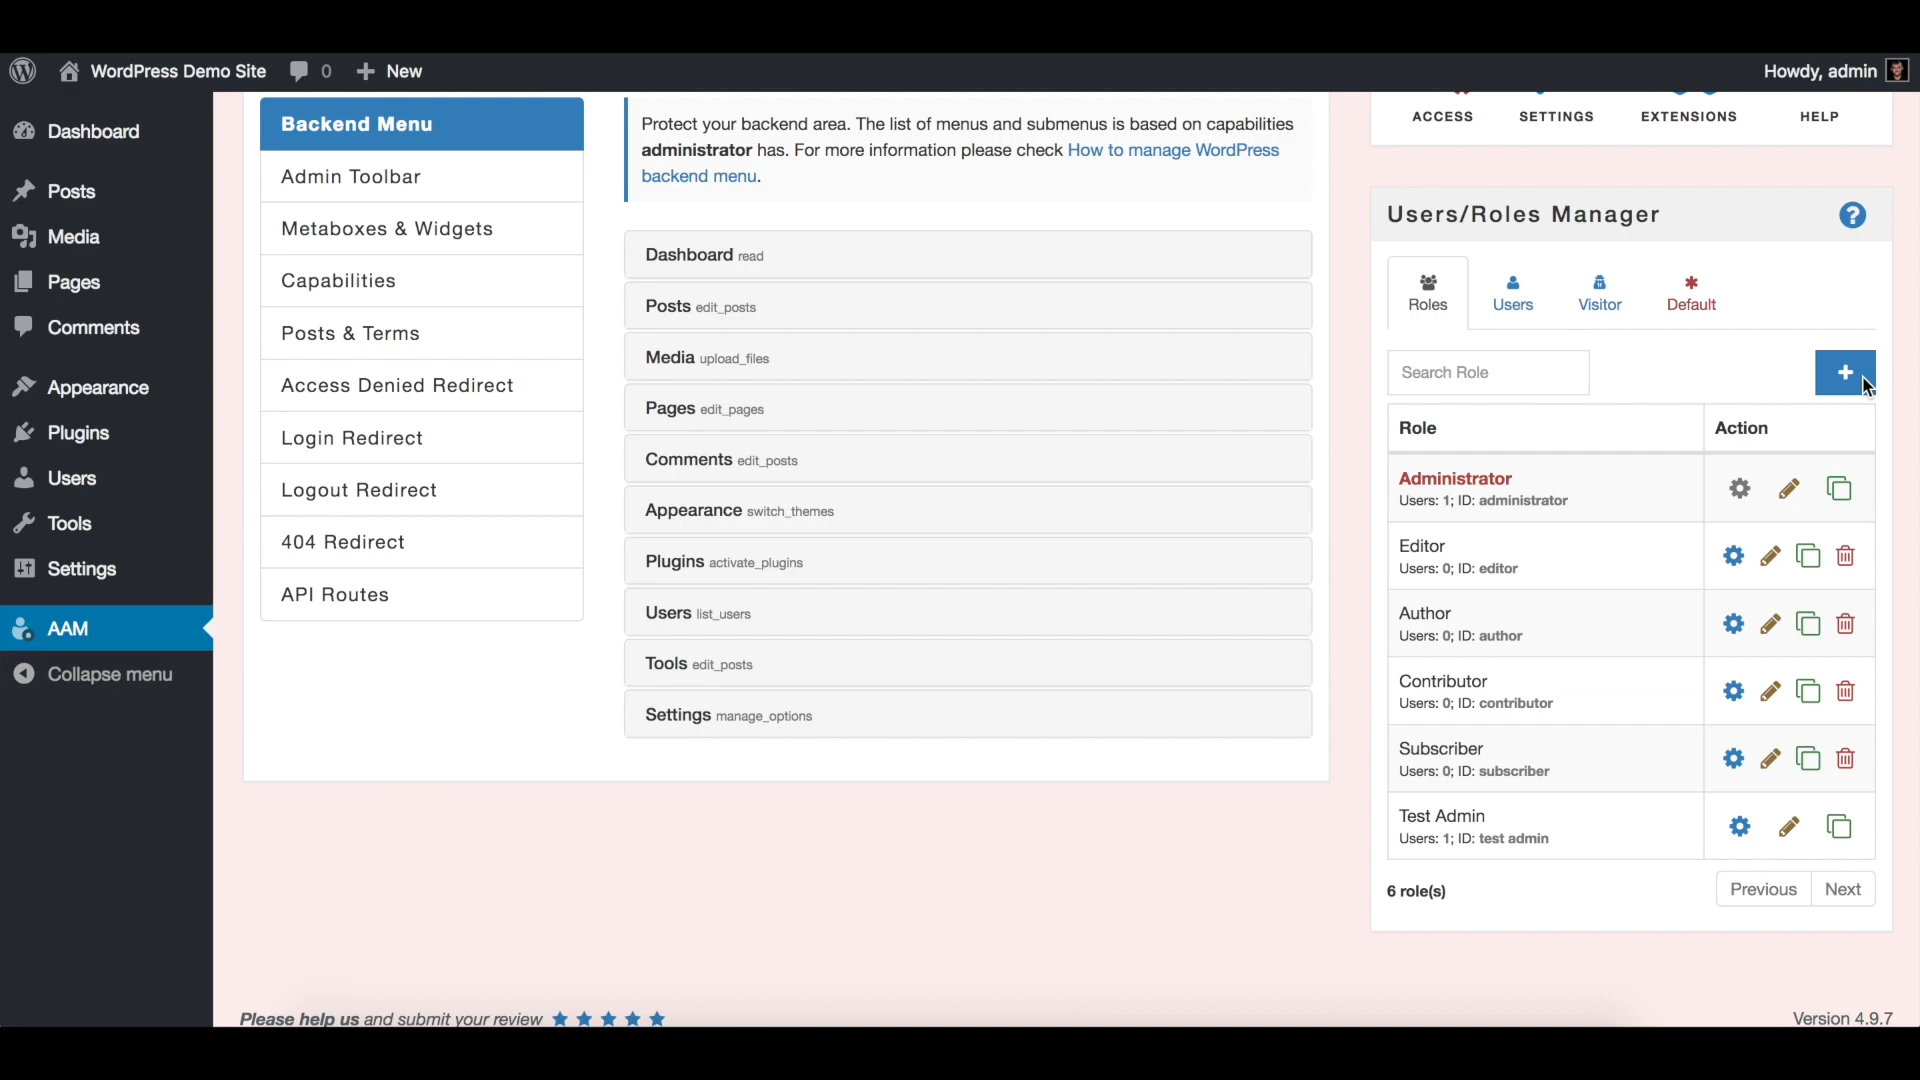 WordPress Demo Site 0 New Howdy, admin
Dashboard
Posts
Media
Pages
Comments
Appearance
Plugins
Users
Tools
Settings
AAM
Collapse menu
Backend Menu
Admin Toolbar
Metaboxes & Widgets
Capabilities
Posts & Terms
Access Denied Redirect
Login Redirect
Logout Redirect
404 Redirect
API Routes
Protect your backend area. The list of menus and submenus is based on capabilities
administrator has. For more information please check How to manage WordPress
backend menu.
Dashboard read
Posts edit_posts
Media upload_files
Pages edit_pages
Comments edit_posts
Appearance switch_themes
Plugins activate_plugins
Users list_users
Tools edit_posts
Settings manage_options
ACCESS SETTINGS EXTENSIONS HELP
Users/Roles Manager ?
Roles Users Visitor Default
Search Role
Role Action
Administrator
Users: 1; ID: administrator
Editor
Users: 0; ID: editor
Author
Users: 0; ID: author
Contributor
Users: 0; ID: contributor
Subscriber
Users: 0; ID: subscriber
Test Admin
Users: 1; ID: test admin
6 role(s) Previous Next
Please help us and submit your review
Version 4.9.7